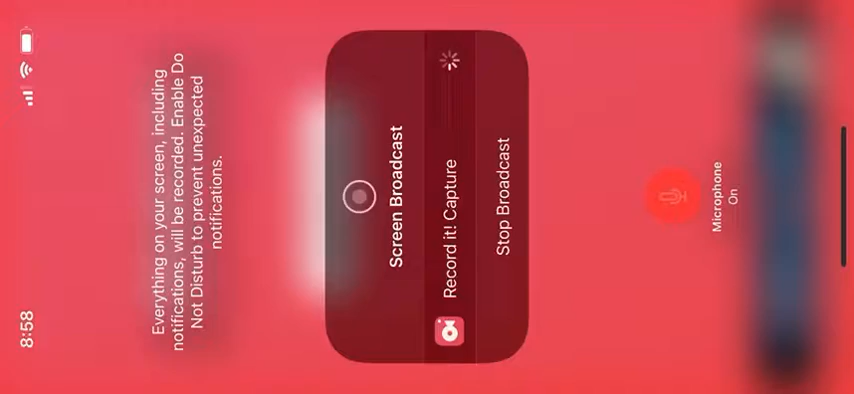 8:58
Everything on your screen, including
notifications, will be recorded. Enable Do
Not Disturb to prevent unexpected
notifications.
Screen Broadcast
Record it! Capture
Stop Broadcast
Microphone
On